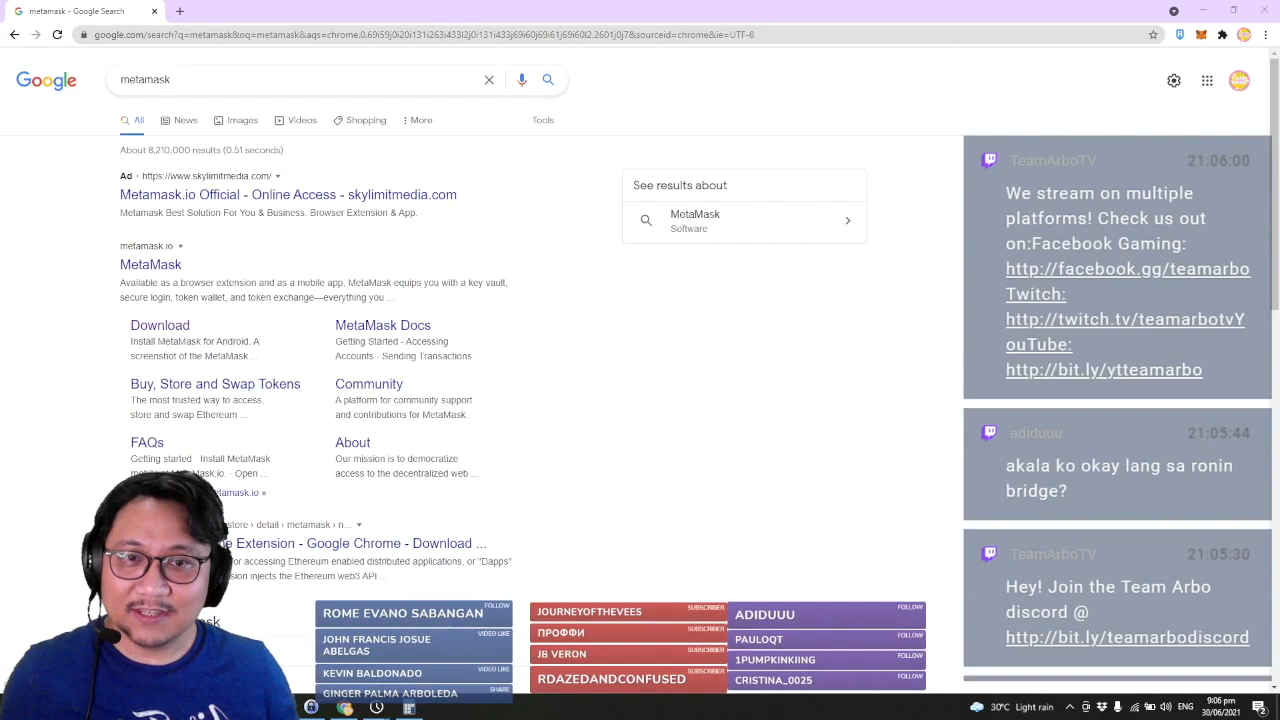 metamask - Google Search
google.com/search?q=metamask&oq=metamask&aqs=chrome.0.69i59j0i20i131i263i433l2j0i131i433j69i60j69i61j69i60l2.2601j0j7&sourceid=chrome&ie=UTF-8
Google
metamask
All
News
Images
Videos
Shopping
More
Tools
About 8,210,000 results (0.51 seconds)
Ad · https://www.skylimitmedia.com/
Metamask.io Official - Online Access - skylimitmedia.com
Metamask Best Solution For You & Business. Browser Extension & App.
metamask.io
MetaMask
Available as a browser extension and as a mobile app, MetaMask equips you with a key vault,
secure login, token wallet, and token exchange—everything you ...
Download
Install MetaMask for Android. A
screenshot of the MetaMask ...
MetaMask Docs
Getting Started - Accessing
Accounts · Sending Transactions
Buy, Store and Swap Tokens
The most trusted way to access,
store and swap Ethereum ...
Community
A platform for community support
and contributions for MetaMask.
FAQs
Getting started · Install MetaMask
mobile · Open ...
About
Our mission is to democratize
access to the decentralized web ...
etamask.io »
store › detail › metamask › n...
e Extension - Google Chrome - Download ...
for accessing Ethereum enabled distributed applications, or "Dapps"
sion injects the Ethereum web3 API ...
See results about
MetaMask
Software
TeamArboTV 21:06:00
We stream on multiple
platforms! Check us out
on:Facebook Gaming:
http://facebook.gg/teamarbo
Twitch:
http://twitch.tv/teamarbotvY
ouTube:
http://bit.ly/ytteamarbo
adiduuu 21:05:44
akala ko okay lang sa ronin
bridge?
TeamArboTV 21:05:30
Hey! Join the Team Arbo
discord @
http://bit.ly/teamarbodiscord
ROME EVANO SABANGAN FOLLOW
JOHN FRANCIS JOSUE
ABELGAS VIDEO LIKE
KEVIN BALDONADO VIDEO LIKE
GINGER PALMA ARBOLEDA SHARE
JOURNEYOFTHEVEES SUBSCRIBER
ПРОФФИ SUBSCRIBER
JB VERON SUBSCRIBER
RDAZEDANDCONFUSED SUBSCRIBER
ADIDUUU FOLLOW
PAULOQT FOLLOW
1PUMPKINKIING FOLLOW
CRISTINA_0025 FOLLOW
30°C Light rain
9:06 pm
30/06/2021
2